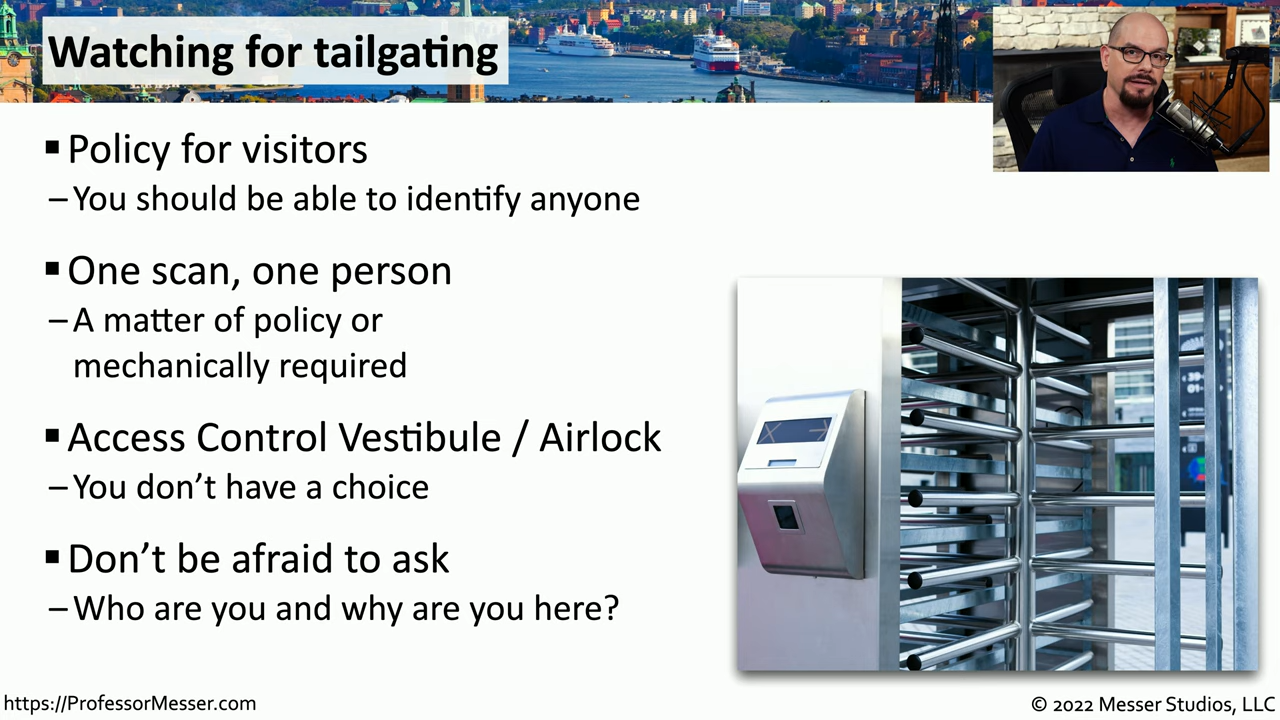 Watching for tailgating
▪ Policy for visitors
– You should be able to identify anyone
▪ One scan, one person
– A matter of policy or
mechanically required
▪ Access Control Vestibule / Airlock
– You don’t have a choice
▪ Don’t be afraid to ask
– Who are you and why are you here?
https://ProfessorMesser.com
© 2022 Messer Studios, LLC